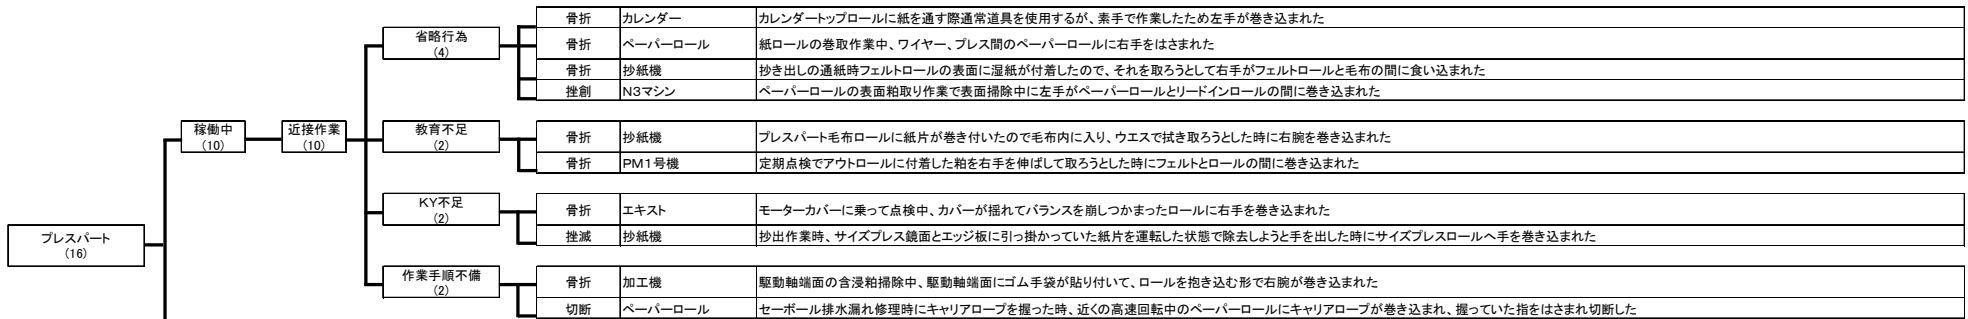 省略行為
(4)
骨折 カレンダー カレンダートップロールに紙を通す際通常道具を使用するが、素手で作業したため左手が巻き込まれた
骨折 ペーパーロール 紙ロールの巻取作業中、ワイヤー、プレス間のペーパーロールに右手をはさまれた
骨折 抄紙機 抄き出しの通紙時フェルトロールの表面に湿紙が付着したので、それを取ろうとして右手がフェルトロールと毛布の間に食い込まれた
挫創 N3マシン ペーパーロールの表面粕取り作業で表面掃除中に左手がペーパーロールとリードインロールの間に巻き込まれた
稼働中
(10)
近接作業
(10)
教育不足
(2)
骨折 抄紙機 プレスパート毛布ロールに紙片が巻き付いたので毛布内に入り、ウエスで拭き取ろうとした時に右腕を巻き込まれた
骨折 PM1号機 定期点検でアウトロールに付着した粕を右手を伸ばして取ろうとした時にフェルトとロールの間に巻き込まれた
KY不足
(2)
骨折 エキスト モーターカバーに乗って点検中、カバーが揺れてバランスを崩しつかまったロールに右手を巻き込まれた
挫滅 抄紙機 抄出作業時、サイズプレス鏡面とエッジ板に引っ掛かっていた紙片を運転した状態で除去しようと手を出した時にサイズプレスロールへ手を巻き込まれた
プレスパート
(16)
作業手順不備
(2)
骨折 加工機 駆動軸端面の含浸粕掃除中、駆動軸端面にゴム手袋が貼り付いて、ロールを抱き込む形で右腕が巻き込まれた
切断 ペーパーロール セーボール排水漏れ修理時にキャリアロープを握った時、近くの高速回転中のペーパーロールにキャリアロープが巻き込まれ、握っていた指をはさまれ切断した